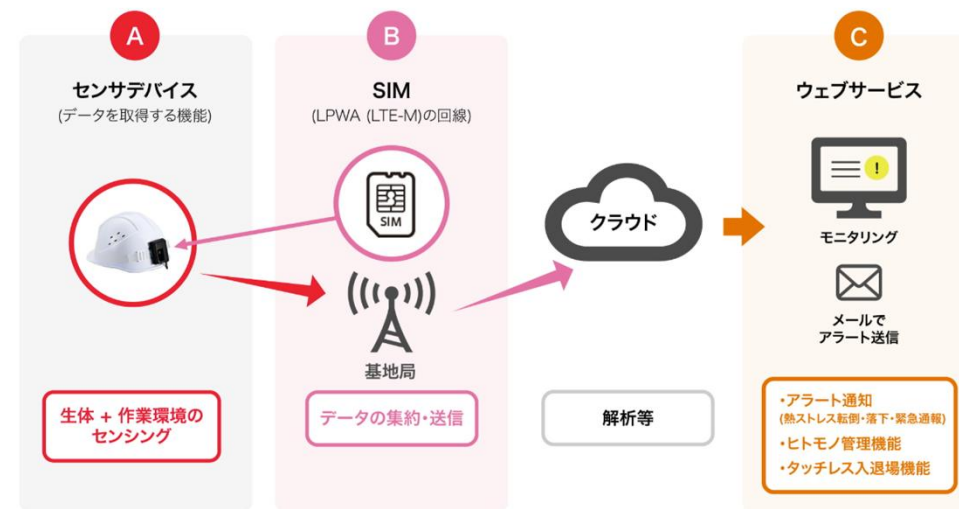 A
センサデバイス
(データを取得する機能)
生体 + 作業環境の
センシング
B
SIM
(LPWA (LTE-M)の回線)
SIM
基地局
データの集約・送信
クラウド
解析等
C
ウェブサービス
!
モニタリング
メールで
アラート送信
・アラート通知
(熱ストレス転倒・落下・緊急通報)
・ヒトモノ管理機能
・タッチレス入退場機能